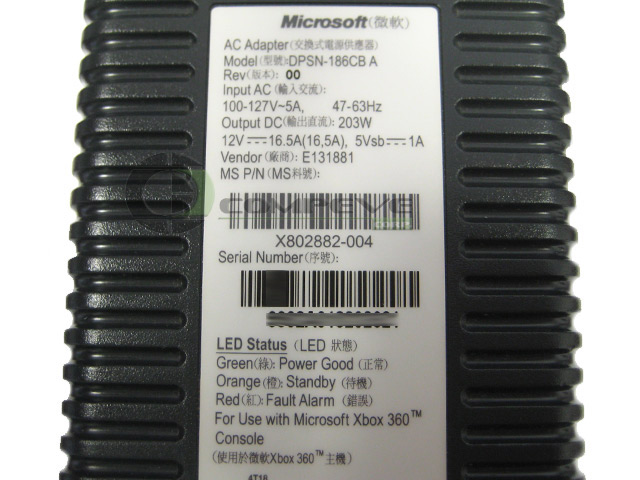 Microsoft(微軟)
AC Adapter(交換式電源供應器)
Model(型號):DPSN-186CB A
Rev(版本): 00
Input AC(輸入交流):
100-127V~5A, 47-63Hz
Output DC(輸出直流): 203W
12V⎓16.5A(16,5A), 5Vsb⎓1A
Vendor(廠商): E131881
MS P/N(MS料號):
COMPEVE
X802882-004
Serial Number(序號):
LED Status (LED 狀態)
Green(綠): Power Good (正常)
Orange(橙): Standby (待機)
Red(紅): Fault Alarm (錯誤)
For Use with Microsoft Xbox 360™
Console
(使用於微軟Xbox 360™主機)
4T18